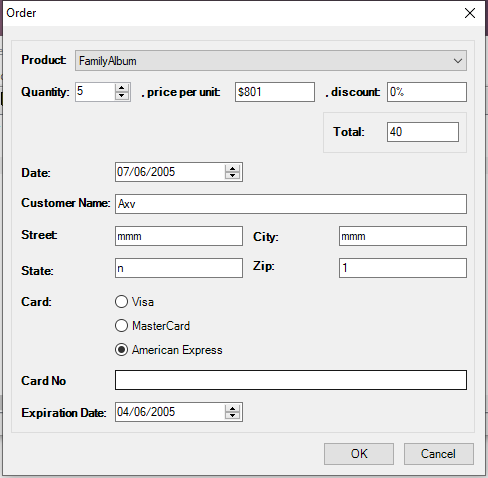 Order
Product: FamilyAlbum
Quantity: 5 , price per unit: $801 , discount: 0%
Total: 40
Date: 07/06/2005
Customer Name: Axv
Street: mmm City: mmm
State: n Zip: 1
Card: Visa
MasterCard
American Express
Card No
Expiration Date: 04/06/2005
OK Cancel